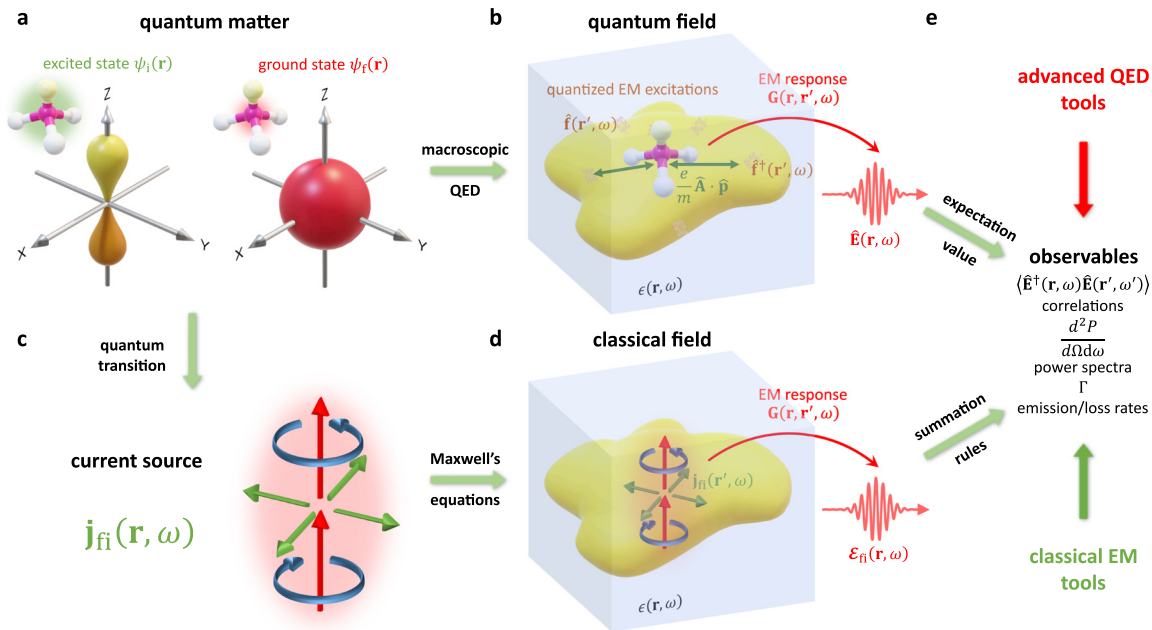 a
quantum matter
excited state ψi(r)
ground state ψf(r)
Z
X
Y
Z
X
Y
macroscopic
QED
b
quantum field
quantized EM excitations
f̂(r′, ω)
EM response
G(r, r′, ω)
f̂†(r′, ω)
e/m Â · p̂
ϵ(r, ω)
Ê(r, ω)
expectation
value
c
quantum
transition
current source
jfi(r, ω)
Maxwell's
equations
d
classical field
EM response
G(r, r′, ω)
jfi(r′, ω)
ϵ(r, ω)
ℰfi(r, ω)
summation
rules
e
advanced QED
tools
observables
⟨Ê†(r, ω)Ê(r′, ω′)⟩
correlations
d²P
dΩdω
power spectra
Γ
emission/loss rates
classical EM
tools